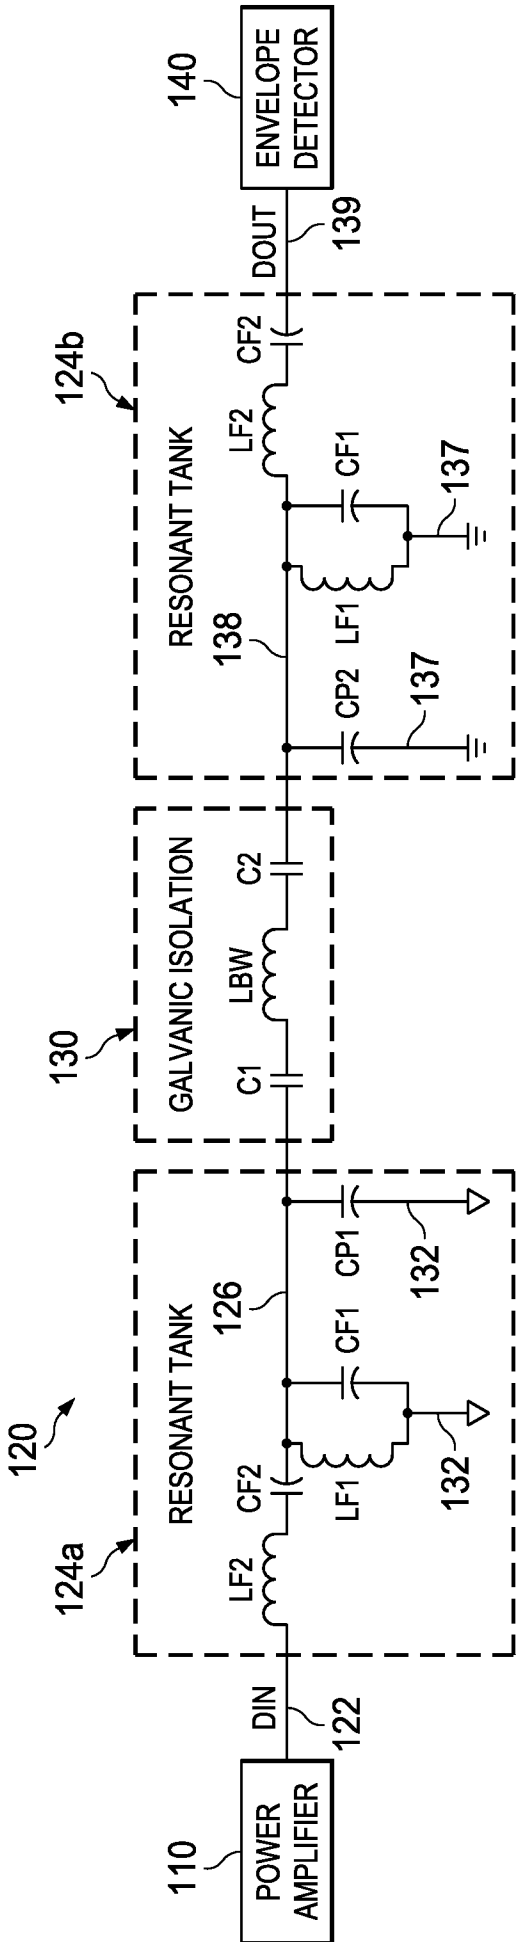 120
110
POWER
AMPLIFIER
DIN
122
124a
RESONANT TANK
LF2
CF2
LF1
CF1
126
CP1
132
132
130
GALVANIC ISOLATION
C1
LBW
C2
124b
RESONANT TANK
138
CP2
137
LF1
CF1
137
LF2
CF2
DOUT
139
140
ENVELOPE
DETECTOR